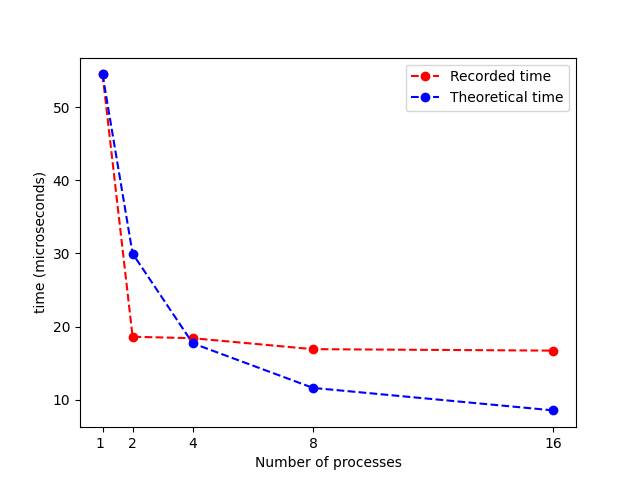 Recorded time
Theoretical time
50
40
30
20
10
time (microseconds)
1 2 4 8 16
Number of processes